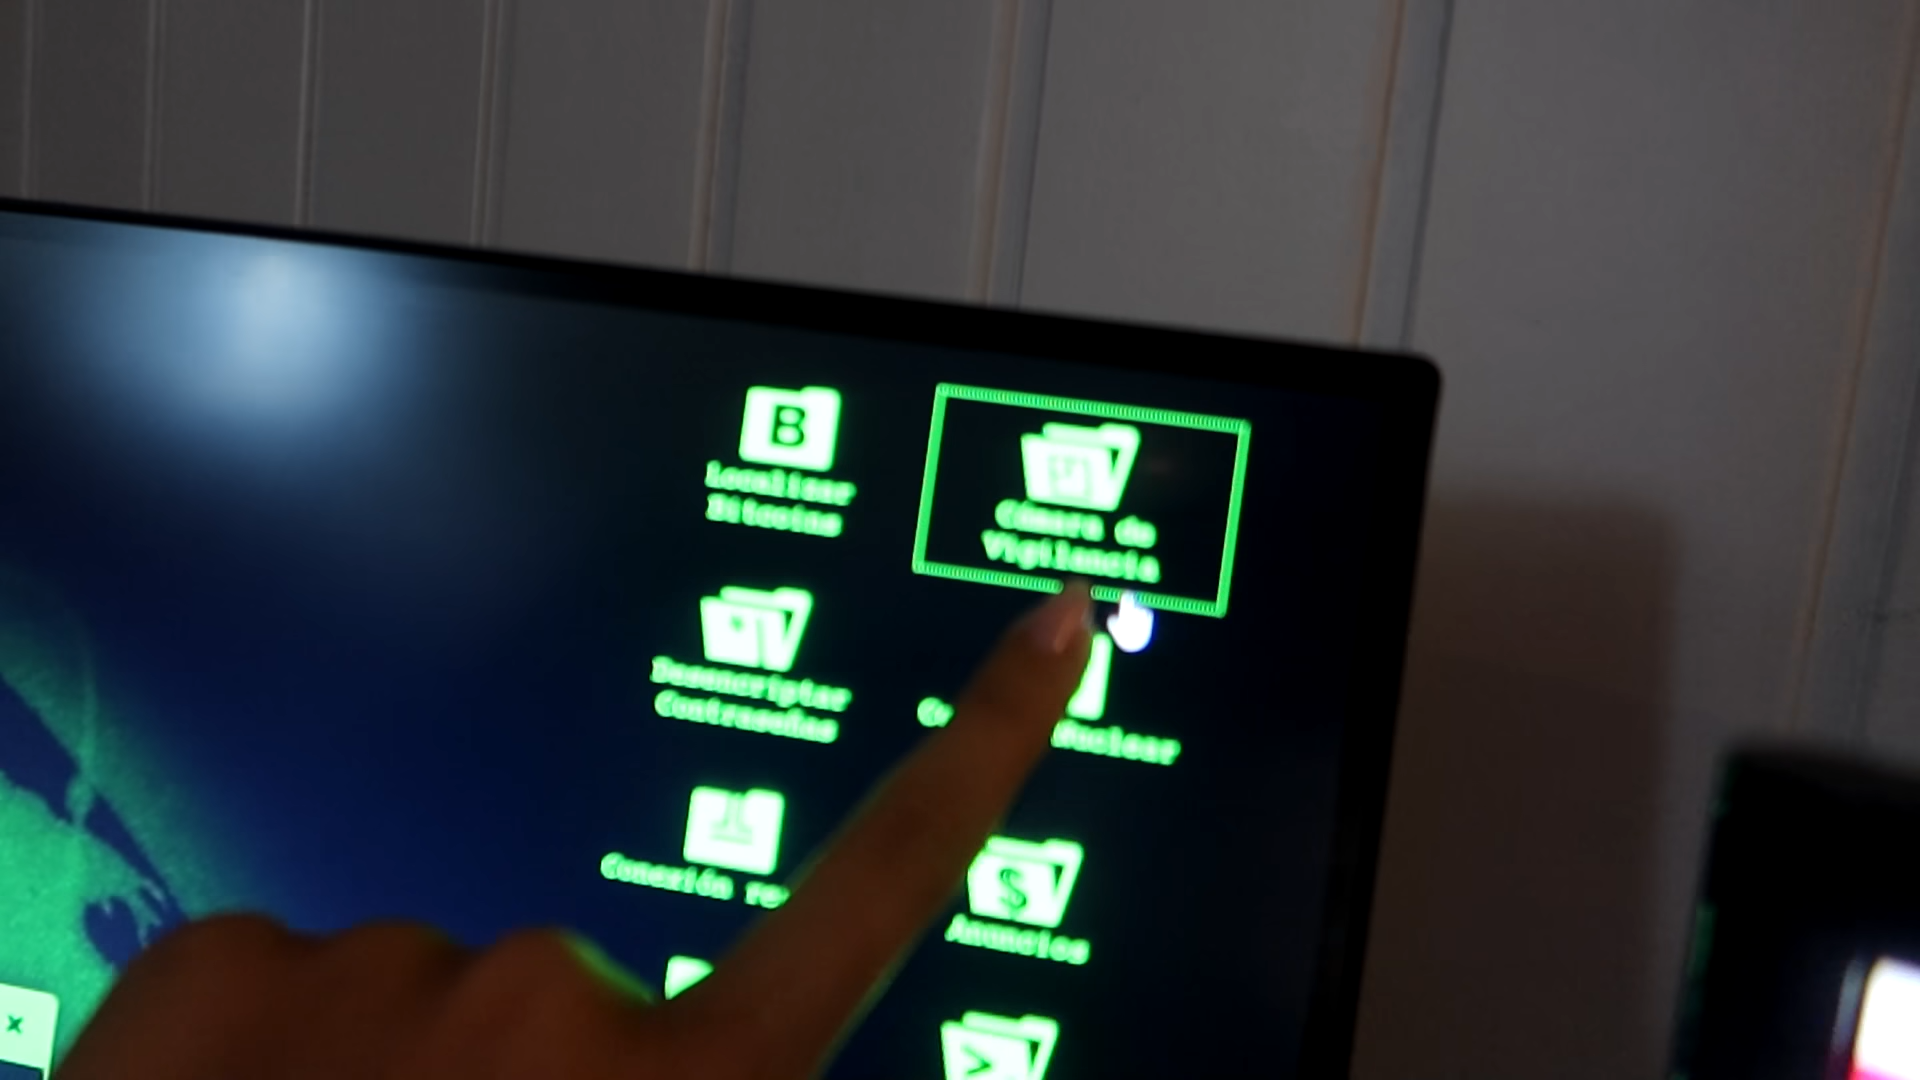 B
Localizar
Bitcoins
Cámara de
Vigilancia
Desencriptar
Contraseñas
Nuclear
Conexión
$
Anuncios
>_
x